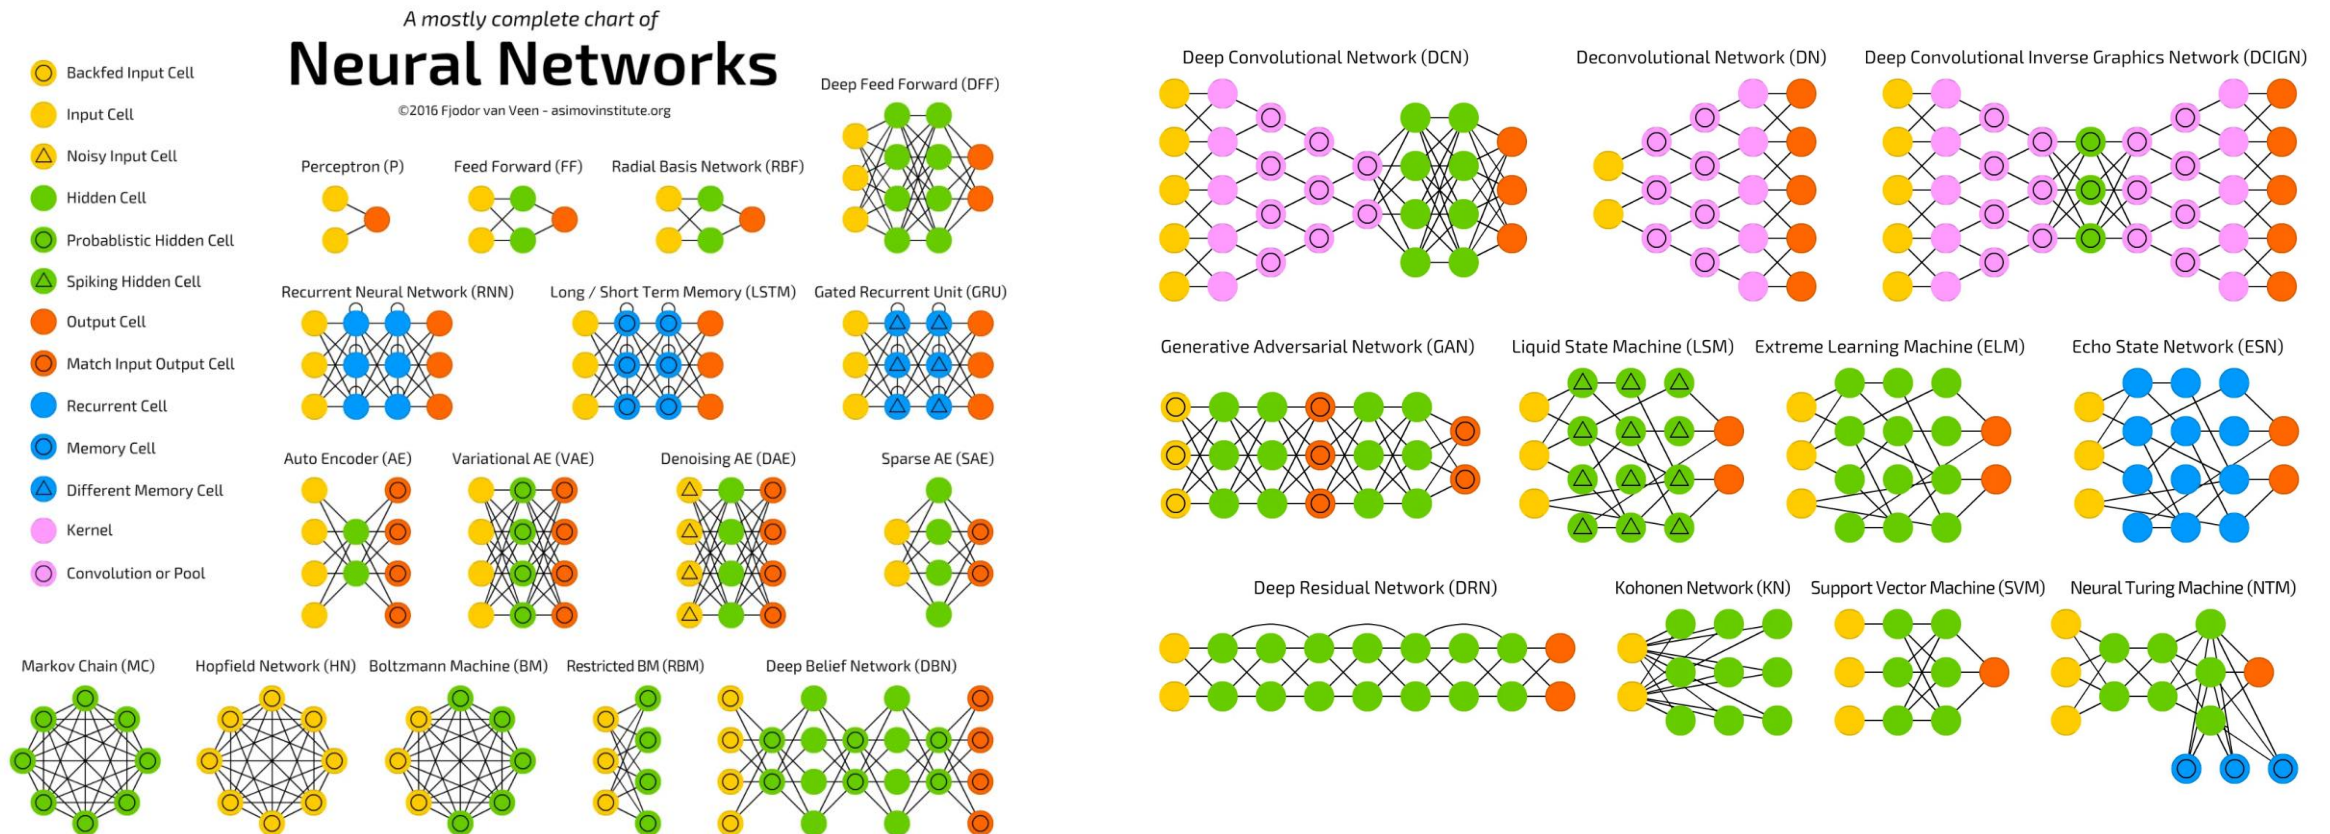 A mostly complete chart of
Neural Networks
©2016 Fjodor van Veen - asimovinstitute.org
Backfed Input Cell
Input Cell
Noisy Input Cell
Hidden Cell
Probablistic Hidden Cell
Spiking Hidden Cell
Output Cell
Match Input Output Cell
Recurrent Cell
Memory Cell
Different Memory Cell
Kernel
Convolution or Pool
Deep Feed Forward (DFF)
Perceptron (P)
Feed Forward (FF)
Radial Basis Network (RBF)
Recurrent Neural Network (RNN)
Long / Short Term Memory (LSTM)
Gated Recurrent Unit (GRU)
Auto Encoder (AE)
Variational AE (VAE)
Denoising AE (DAE)
Sparse AE (SAE)
Markov Chain (MC)
Hopfield Network (HN)
Boltzmann Machine (BM)
Restricted BM (RBM)
Deep Belief Network (DBN)
Deep Convolutional Network (DCN)
Deconvolutional Network (DN)
Deep Convolutional Inverse Graphics Network (DCIGN)
Generative Adversarial Network (GAN)
Liquid State Machine (LSM)
Extreme Learning Machine (ELM)
Echo State Network (ESN)
Deep Residual Network (DRN)
Kohonen Network (KN)
Support Vector Machine (SVM)
Neural Turing Machine (NTM)